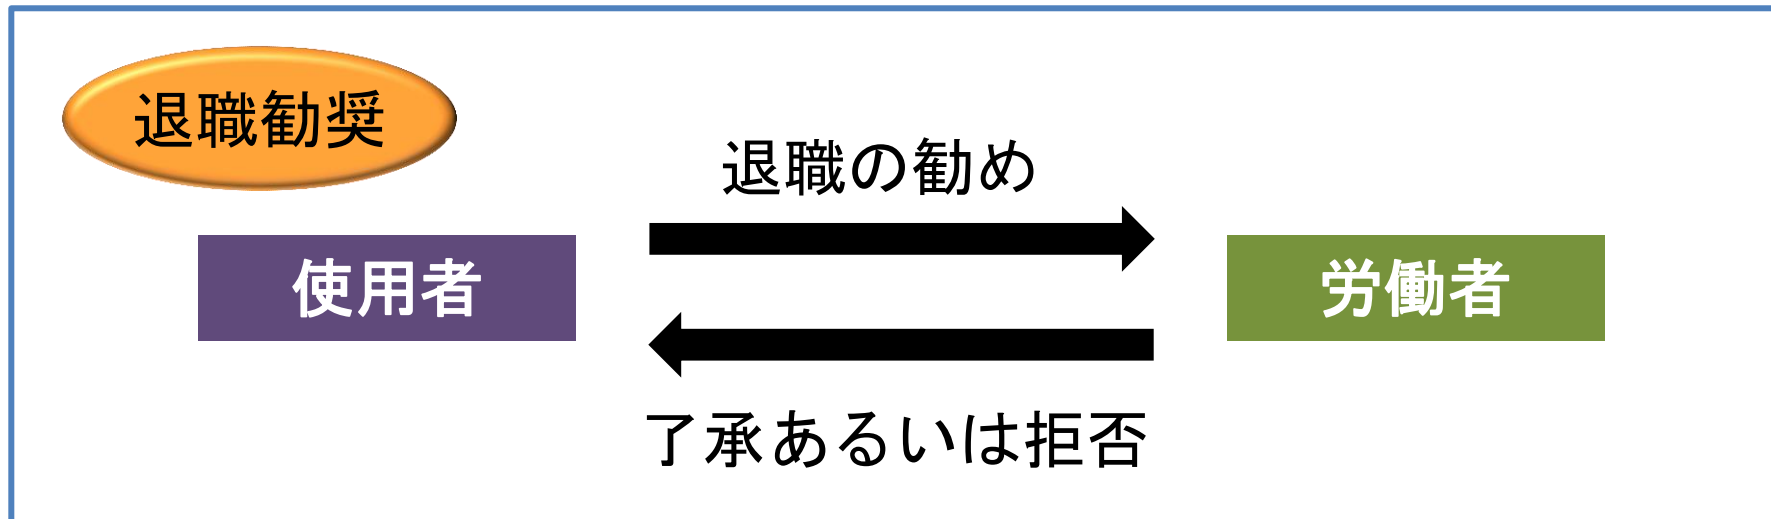 退職勧奨
退職の勧め
使用者
労働者
了承あるいは拒否